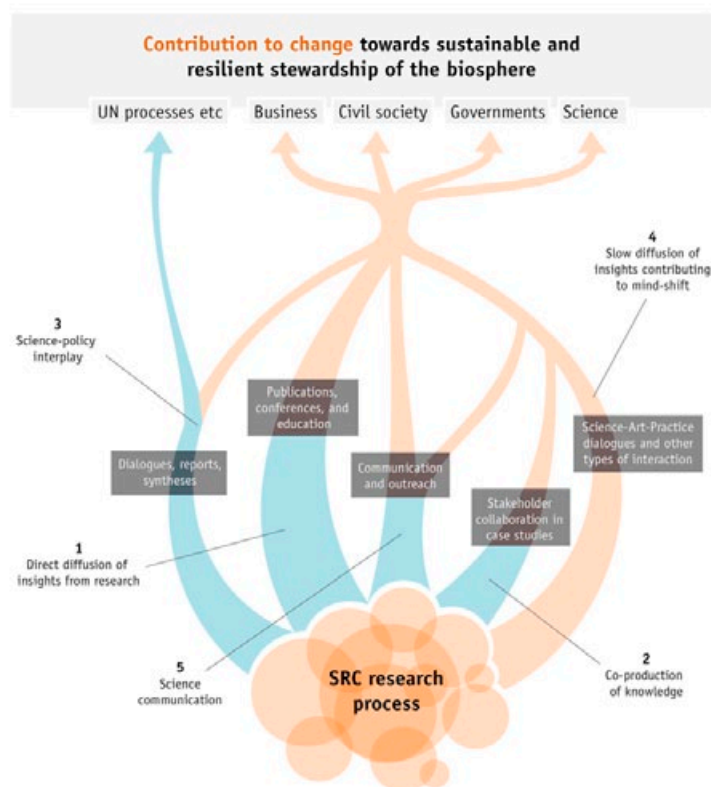 Contribution to change towards sustainable and
resilient stewardship of the biosphere
UN processes etc
Business
Civil society
Governments
Science
4
Slow diffusion of
insights contributing
to mind-shift
3
Science-policy
interplay
Publications,
conferences, and
education
Science-Art-Practice
dialogues and other
types of interaction
Dialogues, reports,
syntheses
Communication
and outreach
Stakeholder
collaboration in
case studies
1
Direct diffusion of
insights from research
5
Science
communication
SRC research
process
2
Co-production
of knowledge